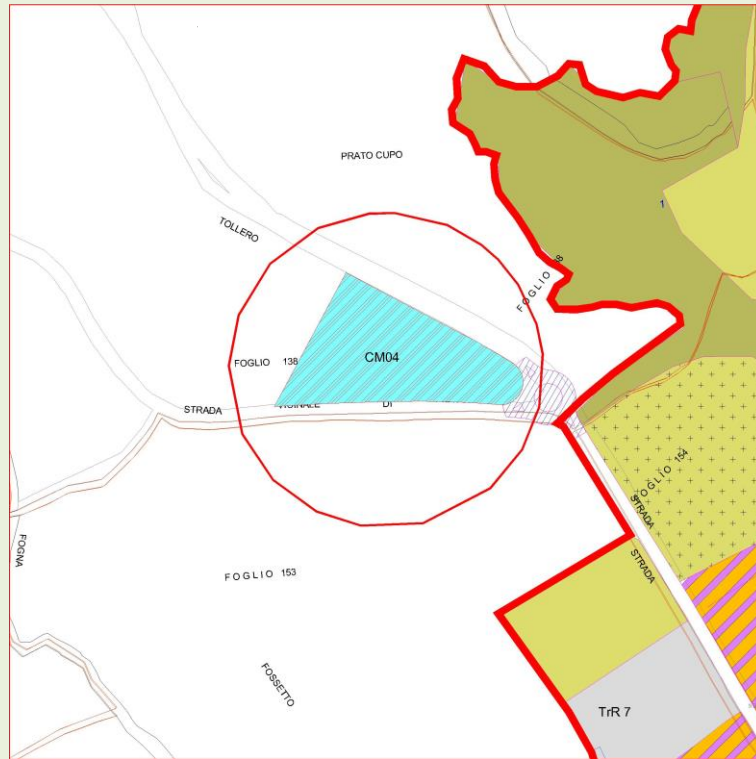 PRATO CUPO
1
TOLLERO
FOGLIO 138
CM04
STRADA
DI
FOGLIO 154
STRADA
STRADA
FOGNA
FOGLIO 153
FOSSETTO
TrR 7